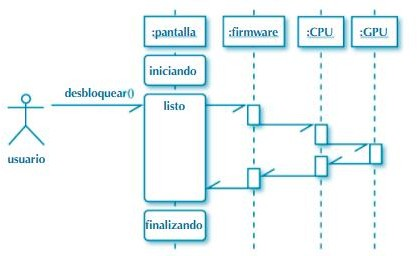 :pantalla :firmware :CPU :GPU
iniciando
desbloquear()
listo
usuario
finalizando